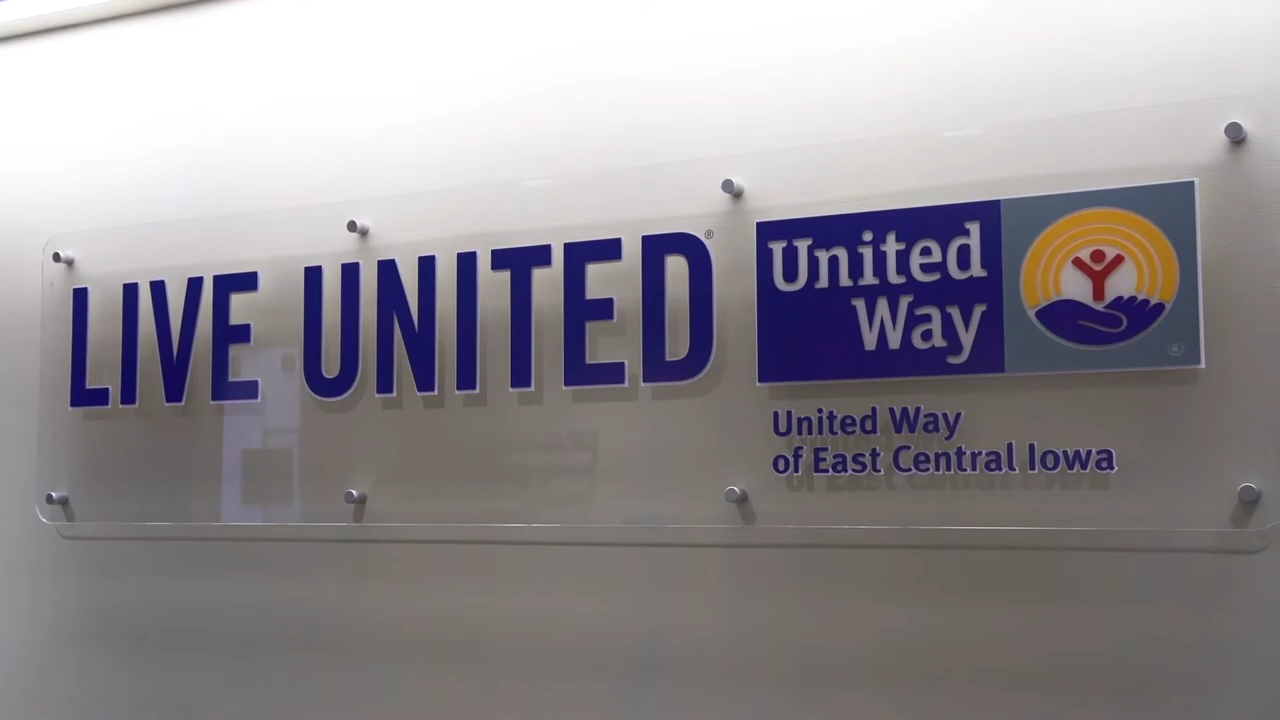 LIVE UNITED®
United
Way
®
United Way
of East Central Iowa